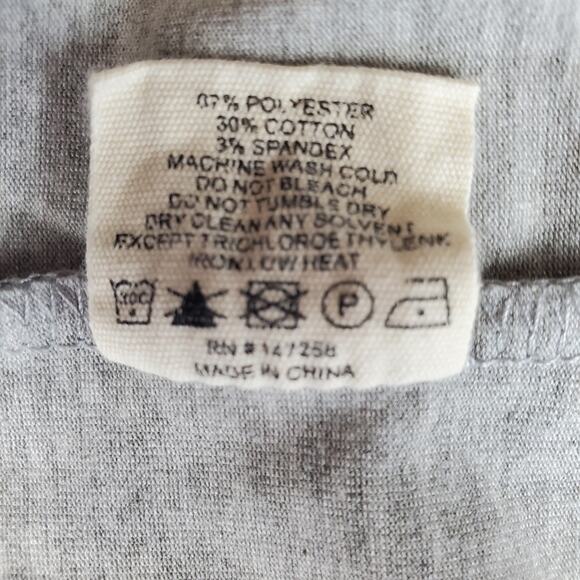 67% POLYESTER
30% COTTON
3% SPANDEX
MACHINE WASH COLD
DO NOT BLEACH
DO NOT TUMBLE DRY
DRY CLEAN ANY SOLVENT
EXCEPT TRICHLOROETHYLENE
IRON LOW HEAT
30C P
RN # 147258
MADE IN CHINA